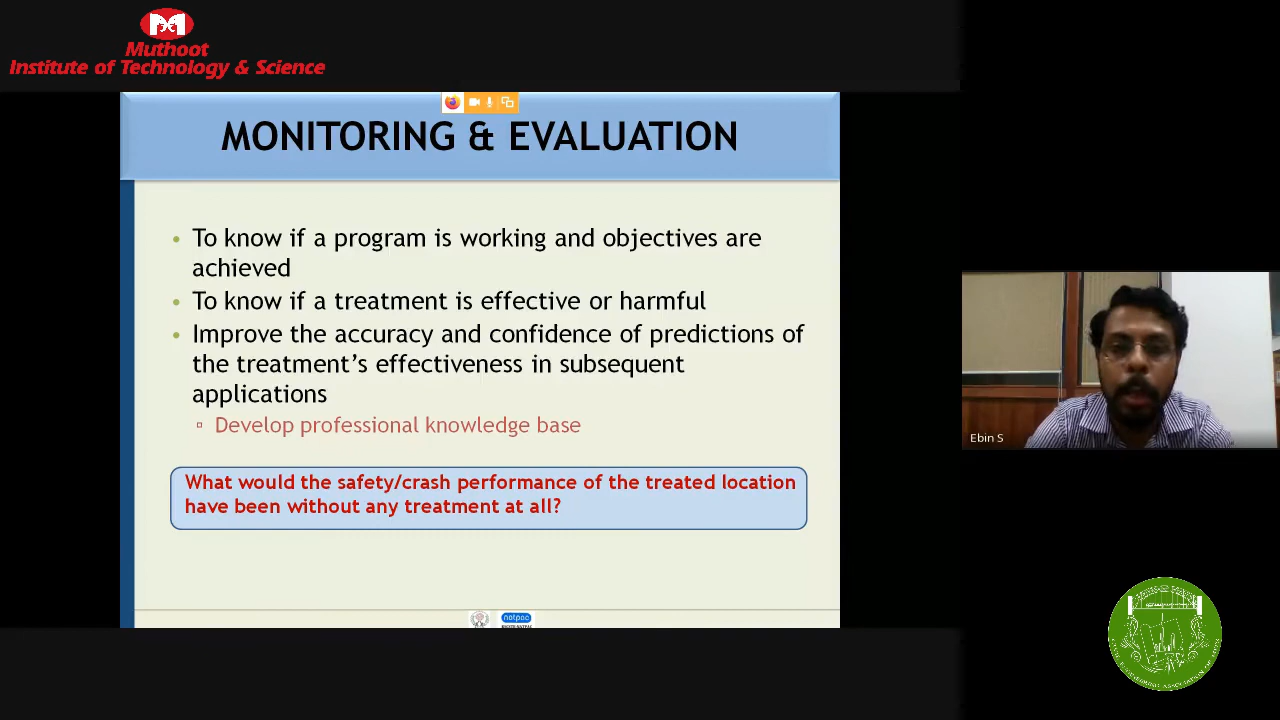 Muthoot
Institute of Technology & Science
MONITORING & EVALUATION
To know if a program is working and objectives are
achieved
To know if a treatment is effective or harmful
Improve the accuracy and confidence of predictions of
the treatment's effectiveness in subsequent
applications
Develop professional knowledge base
What would the safety/crash performance of the treated location
have been without any treatment at all?
natpac
Ebin S